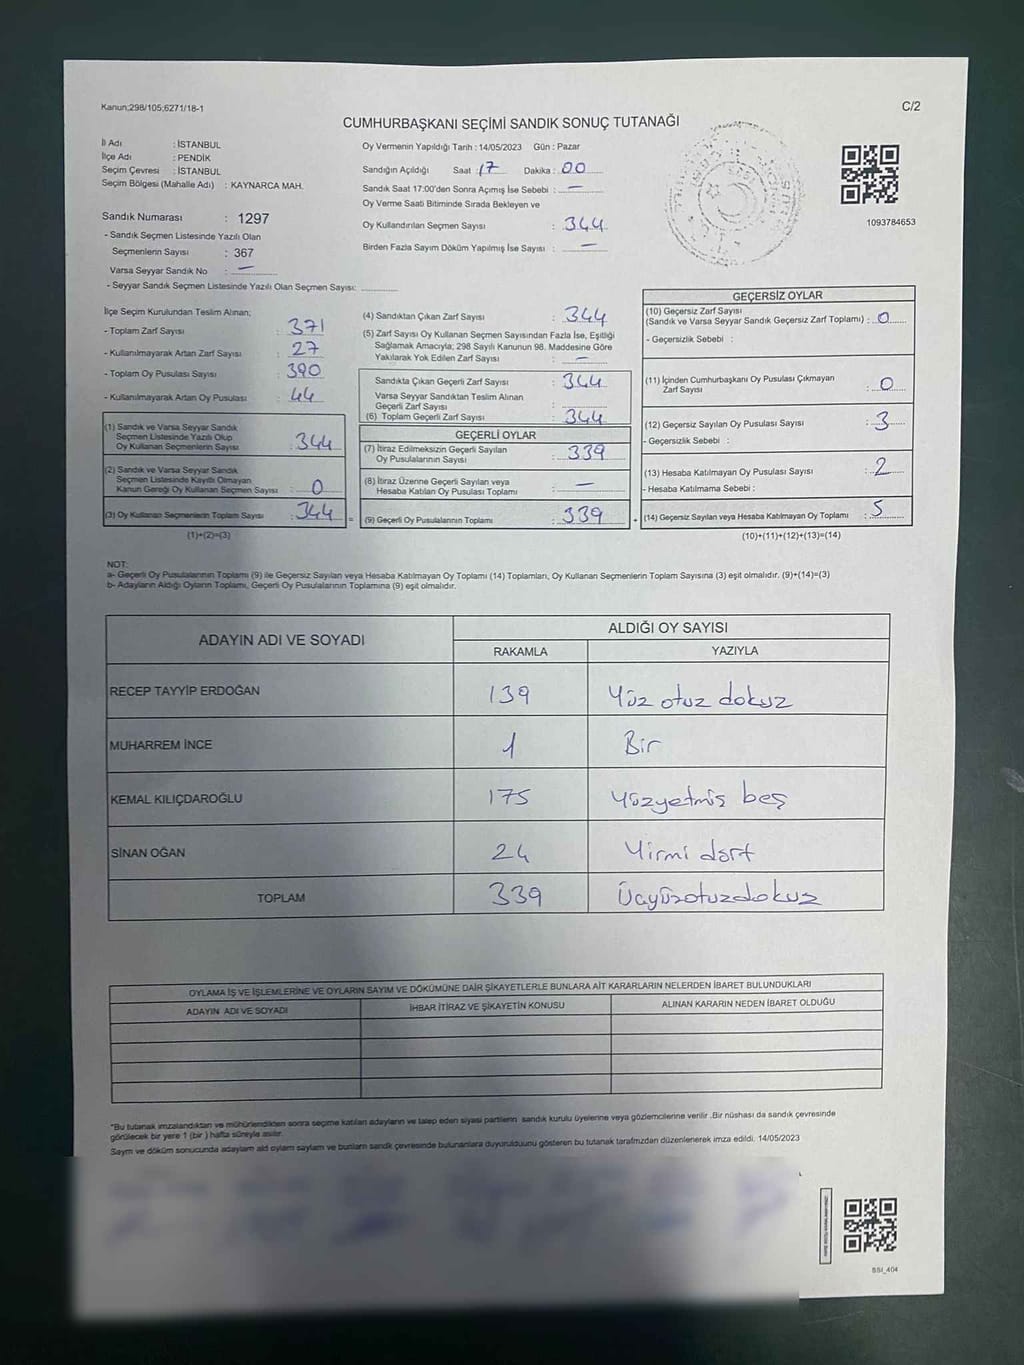 Kanun;298/105;6271/18-1
C/2
CUMHURBAŞKANI SEÇİMİ SANDIK SONUÇ TUTANAĞI
İl Adı : İSTANBUL
İlçe Adı : PENDİK
Seçim Çevresi : İSTANBUL
Seçim Bölgesi (Mahalle Adı) : KAYNARCA MAH.
Oy Vermenin Yapıldığı Tarih : 14/05/2023 Gün : Pazar
Sandığın Açıldığı Saat 17 Dakika : 00
Sandık Saat 17:00'den Sonra Açılmış İse Sebebi : —
Oy Verme Saati Bitiminde Sırada Bekleyen ve
Oy Kullandırılan Seçmen Sayısı : 344
Birden Fazla Sayım Döküm Yapılmış İse Sayısı : —
1093784653
Sandık Numarası : 1297
- Sandık Seçmen Listesinde Yazılı Olan
Seçmenlerin Sayısı : 367
Varsa Seyyar Sandık No : —
- Seyyar Sandık Seçmen Listesinde Yazılı Olan Seçmen Sayısı:
İlçe Seçim Kurulundan Teslim Alınan;
- Toplam Zarf Sayısı : 371
- Kullanılmayarak Artan Zarf Sayısı : 27
- Toplam Oy Pusulası Sayısı : 390
- Kullanılmayarak Artan Oy Pusulası : 44
(1) Sandık ve Varsa Seyyar Sandık
Seçmen Listesinde Yazılı Olup
Oy Kullanan Seçmenlerin Sayısı : 344
(2) Sandık ve Varsa Seyyar Sandık
Seçmen Listesinde Kayıtlı Olmayan
Kanun Gereği Oy Kullanan Seçmen Sayısı : 0
(3) Oy Kullanan Seçmenlerin Toplam Sayısı : 344
(1)+(2)=(3)
(4) Sandıktan Çıkan Zarf Sayısı : 344
(5) Zarf Sayısı Oy Kullanan Seçmen Sayısından Fazla İse, Eşitliği
Sağlamak Amacıyla; 298 Sayılı Kanunun 98. Maddesine Göre
Yakılarak Yok Edilen Zarf Sayısı : —
Sandıkta Çıkan Geçerli Zarf Sayısı : 344
Varsa Seyyar Sandıktan Teslim Alınan
Geçerli Zarf Sayısı :
(6) Toplam Geçerli Zarf Sayısı : 344
GEÇERLİ OYLAR
(7) İtiraz Edilmeksizin Geçerli Sayılan
Oy Pusulalarının Sayısı : 339
(8) İtiraz Üzerine Geçerli Sayılan veya
Hesaba Katılan Oy Pusulası Toplamı : —
= (9) Geçerli Oy Pusulalarının Toplamı : 339 +
GEÇERSİZ OYLAR
(10) Geçersiz Zarf Sayısı
(Sandık ve Varsa Seyyar Sandık Geçersiz Zarf Toplamı) : 0
- Geçersizlik Sebebi :
(11) İçinden Cumhurbaşkanı Oy Pusulası Çıkmayan
Zarf Sayısı : 0
(12) Geçersiz Sayılan Oy Pusulası Sayısı : 3
- Geçersizlik Sebebi :
(13) Hesaba Katılmayan Oy Pusulası Sayısı : 2
- Hesaba Katılmama Sebebi :
(14) Geçersiz Sayılan veya Hesaba Katılmayan Oy Toplamı : 5
(10)+(11)+(12)+(13)=(14)
NOT:
a- Geçerli Oy Pusulalarının Toplamı (9) ile Geçersiz Sayılan veya Hesaba Katılmayan Oy Toplamı (14) Toplamları, Oy Kullanan Seçmenlerin Toplam Sayısına (3) eşit olmalıdır. (9)+(14)=(3)
b- Adayların Aldığı Oyların Toplamı, Geçerli Oy Pusulalarının Toplamına (9) eşit olmalıdır.
ADAYIN ADI VE SOYADI ALDIĞI OY SAYISI
RAKAMLA YAZIYLA
RECEP TAYYİP ERDOĞAN 139 Yüz otuz dokuz
MUHARREM İNCE 1 Bir
KEMAL KILIÇDAROĞLU 175 Yüzyetmiş beş
SİNAN OĞAN 24 Yirmi dört
TOPLAM 339 Üçyüzotuzdokuz
OYLAMA İŞ VE İŞLEMLERİNE VE OYLARIN SAYIM VE DÖKÜMÜNE DAİR ŞİKAYETLERLE BUNLARA AİT KARARLARIN NELERDEN İBARET BULUNDUKLARI
ADAYIN ADI VE SOYADI İHBAR İTİRAZ VE ŞİKAYETİN KONUSU ALINAN KARARIN NEDEN İBARET OLDUĞU
*Bu tutanak imzalandıktan ve mühürlendikten sonra seçime katılan adayların ve talep eden siyasi partilerin sandık kurulu üyelerine veya gözlemcilerine verilir .Bir nüshası da sandık çevresinde
görülecek bir yere 1 (bir ) hafta süreyle asılır.
Sayım ve döküm sonucunda adayların ald oyların sayıların ve bunların sandk çevresinde bulunanlara duyurulduunu gösteren bu tutanak tarafmzdan düzenlenerek imza edildi. 14/05/2023
SSI_404